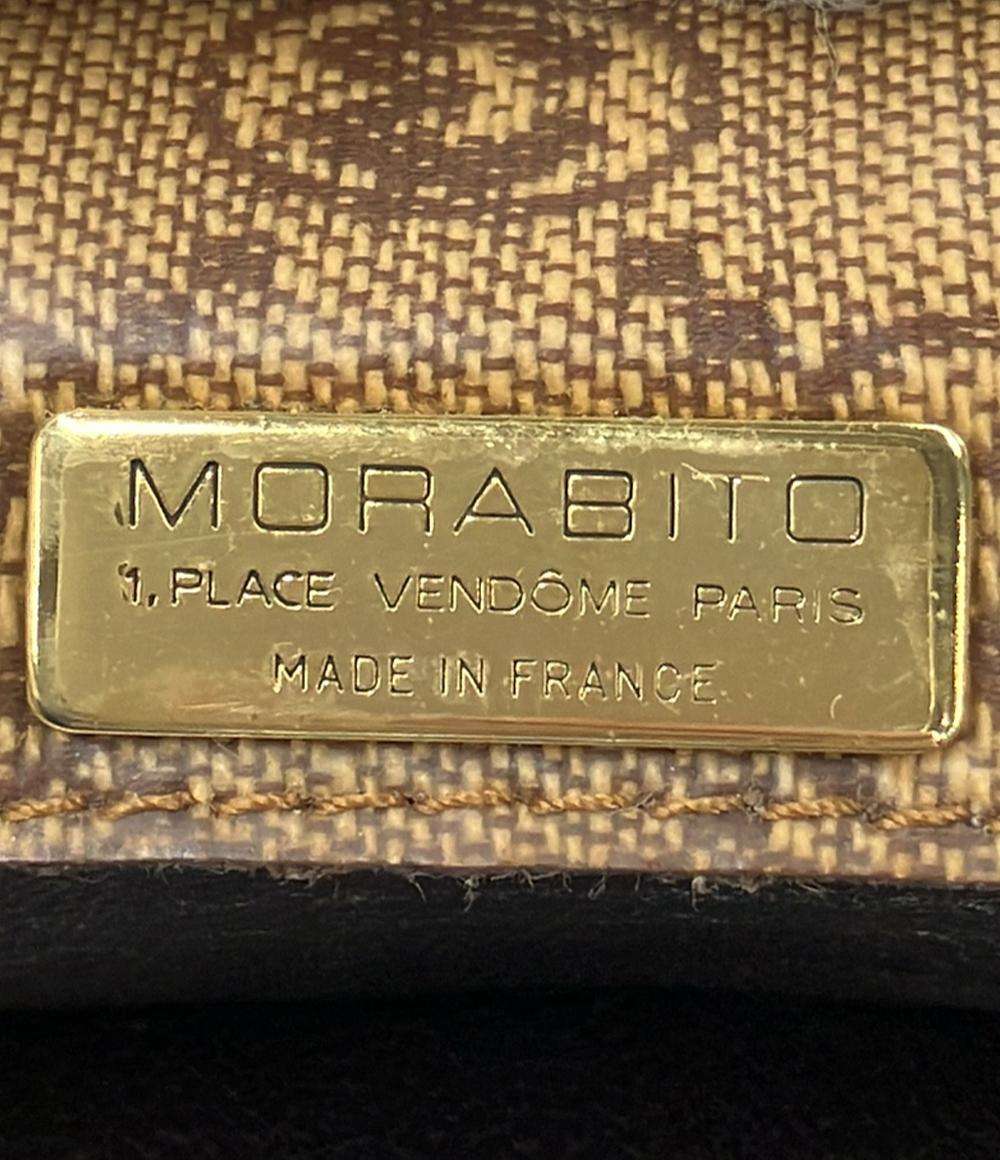 MORABITO
1, PLACE VENDÔME PARIS
MADE IN FRANCE